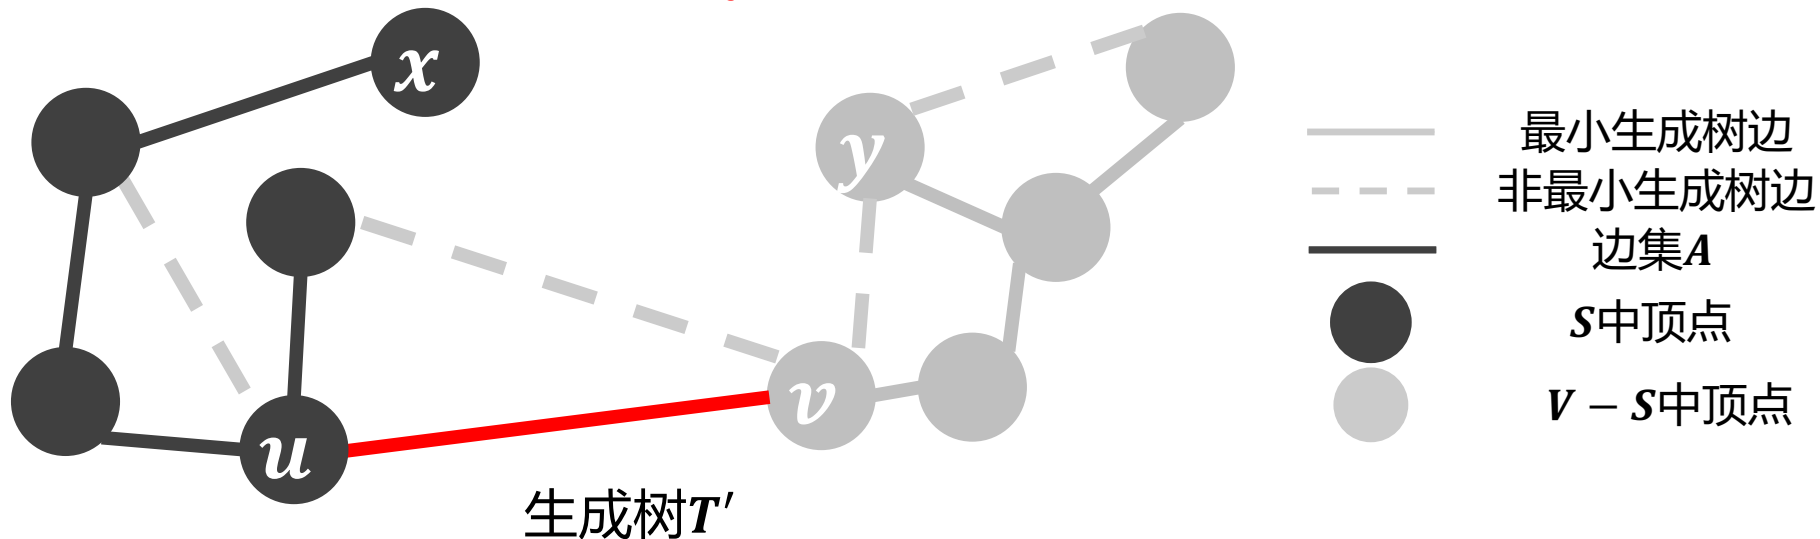 x
y
u
v
生成树T′
最小生成树边
非最小生成树边
边集A
S中顶点
V − S中顶点